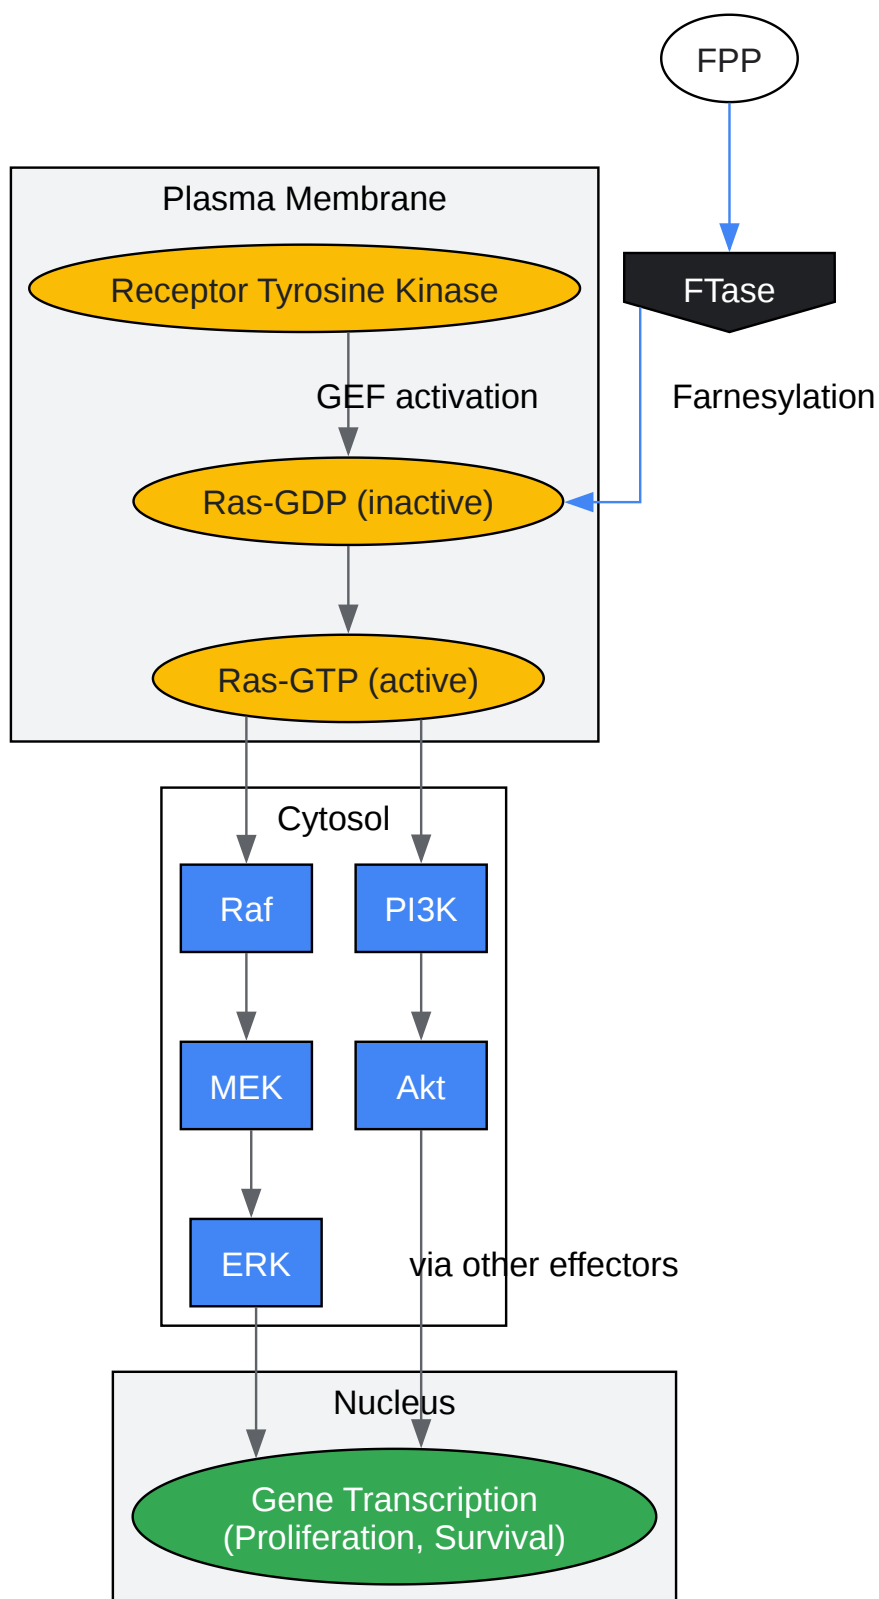 FPP
Plasma Membrane
Receptor Tyrosine Kinase
FTase
GEF activation
Farnesylation
Ras-GDP (inactive)
Ras-GTP (active)
Cytosol
Raf
PI3K
MEK
Akt
ERK
via other effectors
Nucleus
Gene Transcription
(Proliferation, Survival)